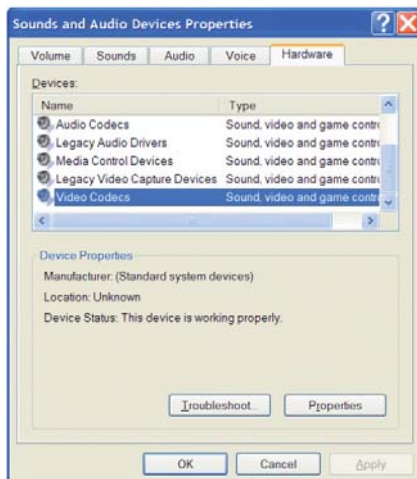 Sounds and Audio Devices Properties
Volume Sounds Audio Voice Hardware
Devices:
Name Type
Audio Codecs Sound, video and game contr
Legacy Audio Drivers Sound, video and game contr
Media Control Devices Sound, video and game contr
Legacy Video Capture Devices Sound, video and game contr
Video Codecs Sound, video and game contr
Device Properties
Manufacturer: (Standard system devices)
Location: Unknown
Device Status: This device is working properly.
Troubleshoot... Properties
OK Cancel Apply